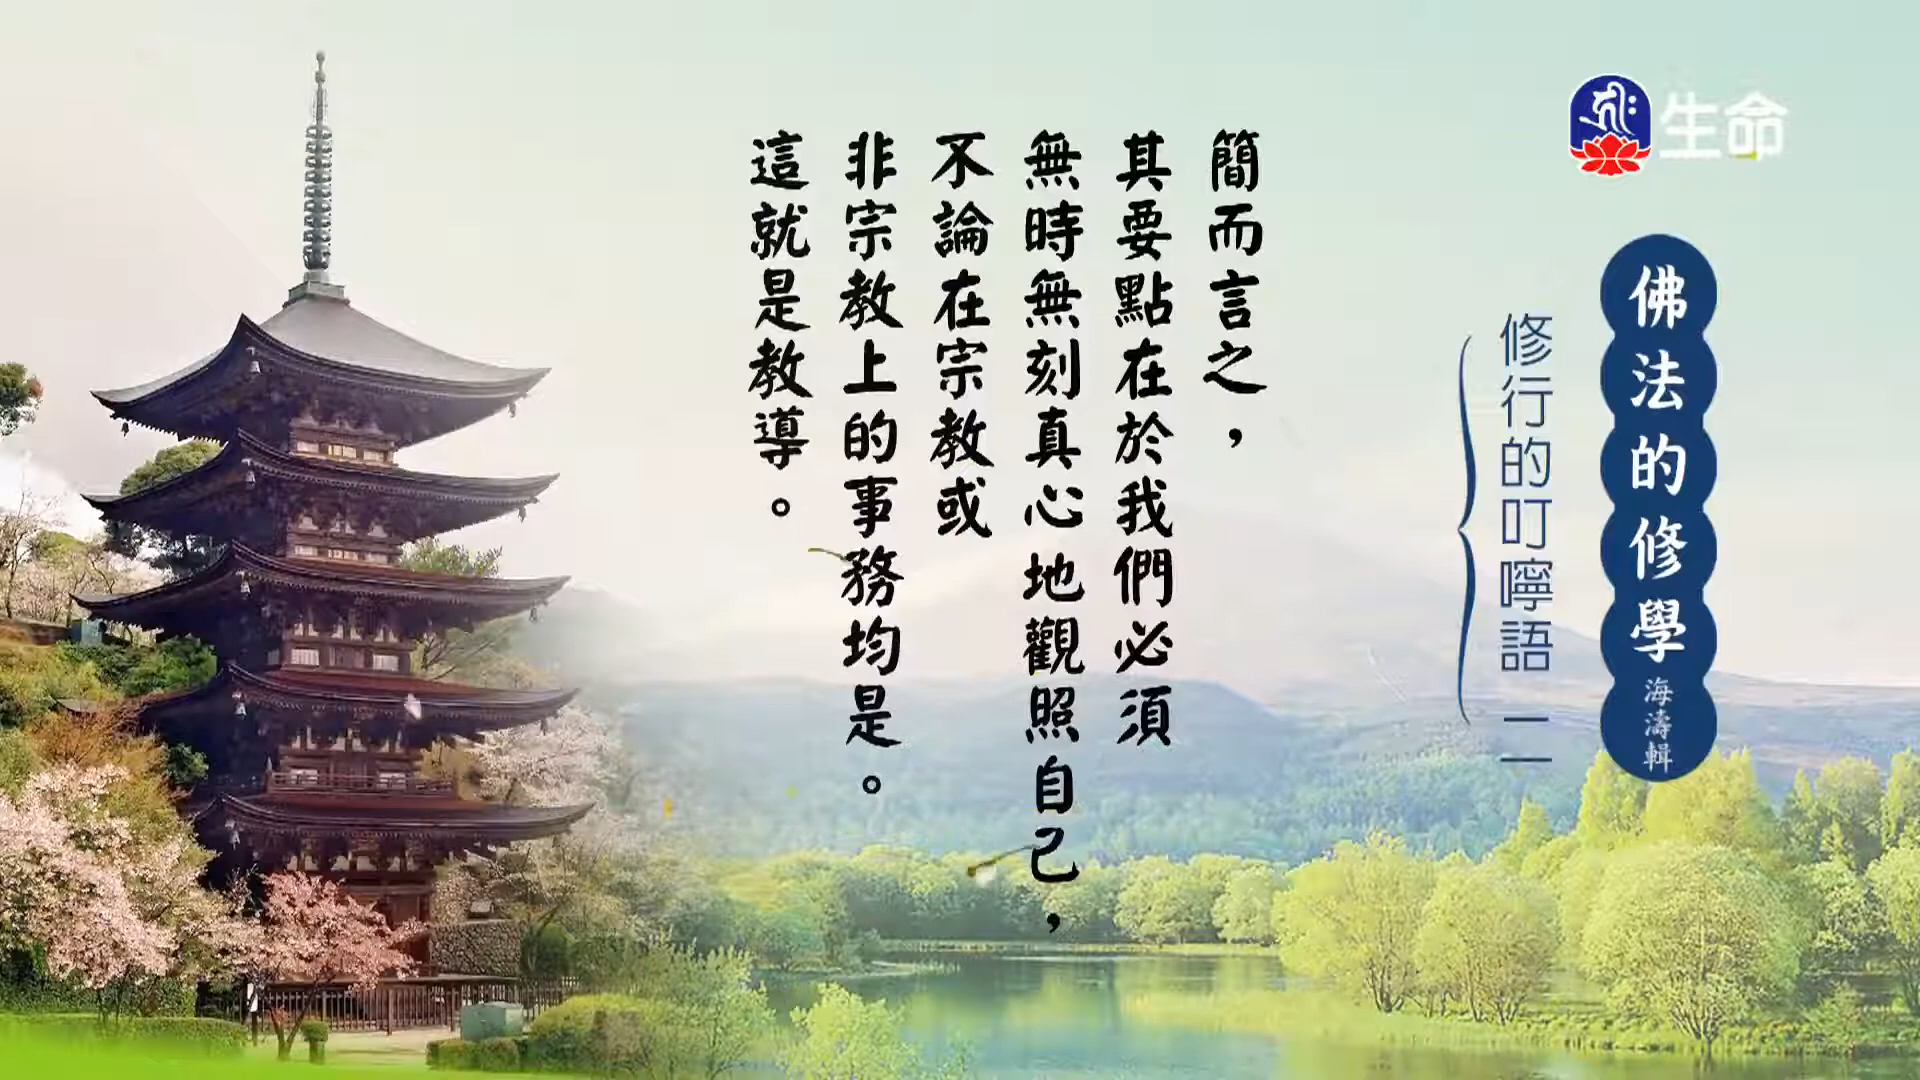 生命
佛法的修學
海濤輯
修行的叮嚀語 二
簡而言之，
其要點在於我們必須
無時無刻真心地觀照自己，
不論在宗教或
非宗教上的事務均是。
這就是教導。